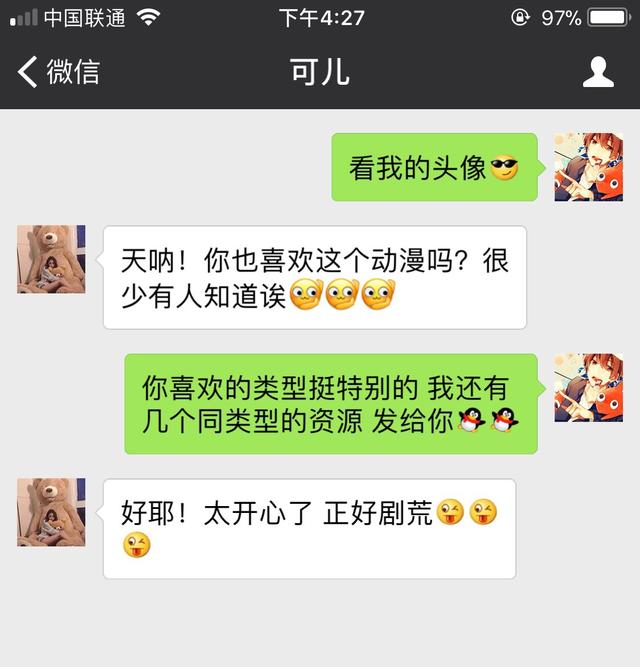 中国联通 下午4:27 97%
微信 可儿
看我的头像😎
天呐！你也喜欢这个动漫吗？很
少有人知道诶
你喜欢的类型挺特别的 我还有
几个同类型的资源 发给你🐧🐧
好耶！太开心了 正好剧荒😜😜
😜